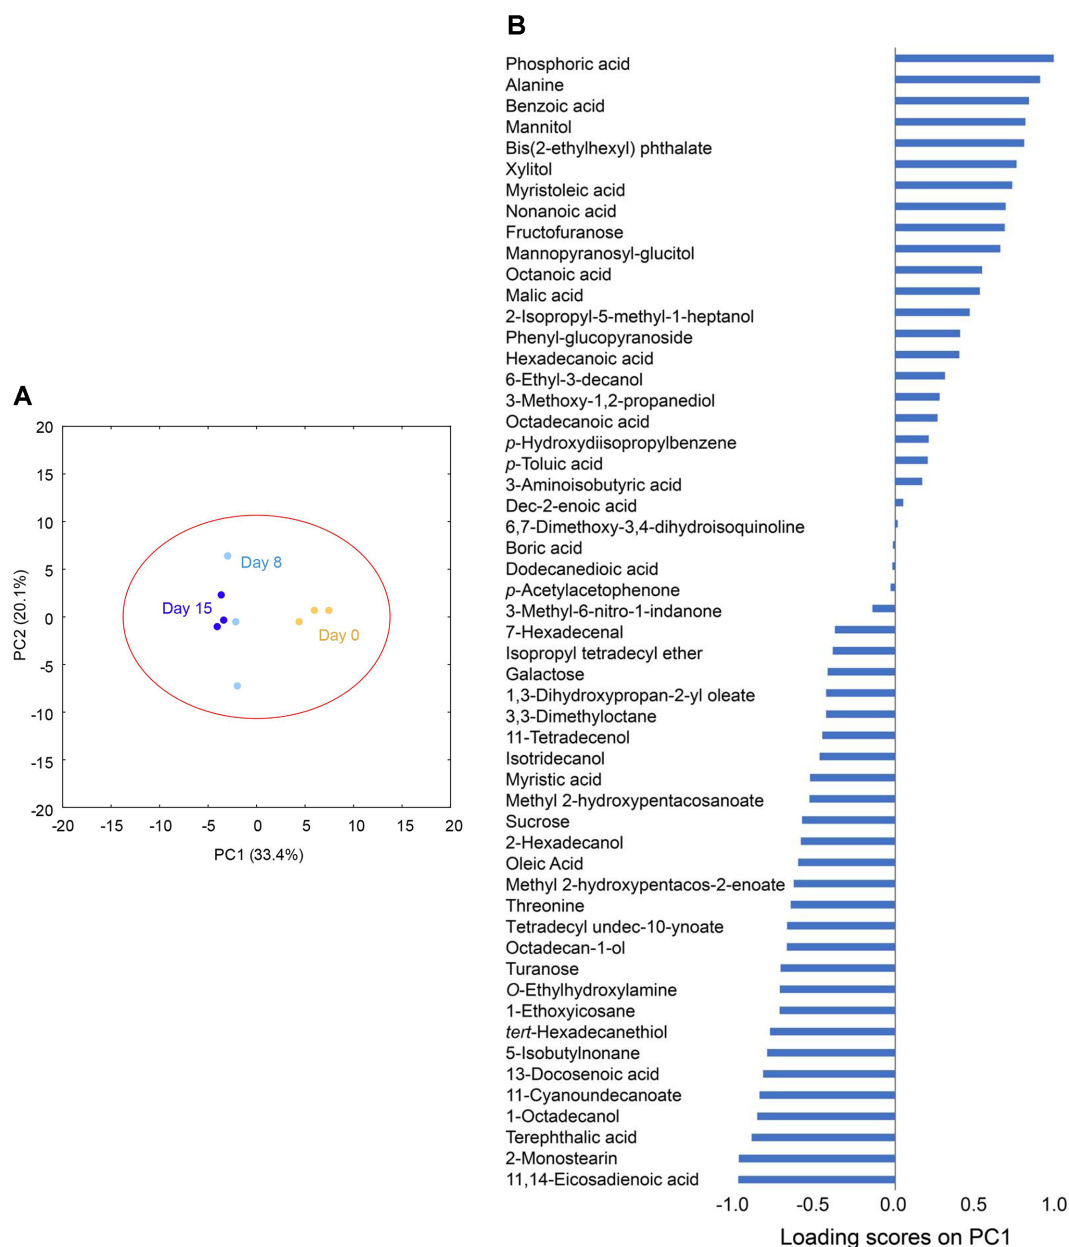 A
20
15
10
5
0
-5
-10
-15
-20
-20
-15
-10
-5
0
5
10
15
20
PC2 (20.1%)
PC1 (33.4%)
Day 8
Day 15
Day 0
B
Phosphoric acid
Alanine
Benzoic acid
Mannitol
Bis(2-ethylhexyl) phthalate
Xylitol
Myristoleic acid
Nonanoic acid
Fructofuranose
Mannopyranosyl-glucitol
Octanoic acid
Malic acid
2-Isopropyl-5-methyl-1-heptanol
Phenyl-glucopyranoside
Hexadecanoic acid
6-Ethyl-3-decanol
3-Methoxy-1,2-propanediol
Octadecanoic acid
p-Hydroxydiisopropylbenzene
p-Toluic acid
3-Aminoisobutyric acid
Dec-2-enoic acid
6,7-Dimethoxy-3,4-dihydroisoquinoline
Boric acid
Dodecanedioic acid
p-Acetylacetophenone
3-Methyl-6-nitro-1-indanone
7-Hexadecenal
Isopropyl tetradecyl ether
Galactose
1,3-Dihydroxypropan-2-yl oleate
3,3-Dimethyloctane
11-Tetradecenol
Isotridecanol
Myristic acid
Methyl 2-hydroxypentacosanoate
Sucrose
2-Hexadecanol
Oleic Acid
Methyl 2-hydroxypentacos-2-enoate
Threonine
Tetradecyl undec-10-ynoate
Octadecan-1-ol
Turanose
O-Ethylhydroxylamine
1-Ethoxyicosane
tert-Hexadecanethiol
5-Isobutylnonane
13-Docosenoic acid
11-Cyanoundecanoate
1-Octadecanol
Terephthalic acid
2-Monostearin
11,14-Eicosadienoic acid
-1.0
-0.5
0.0
0.5
1.0
Loading scores on PC1